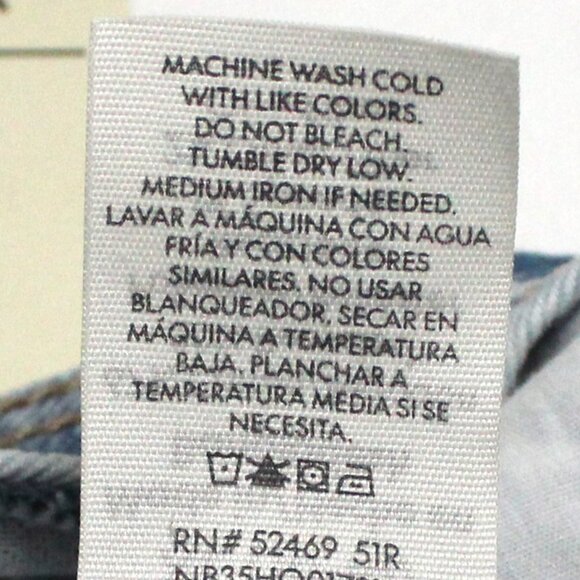 MACHINE WASH COLD
WITH LIKE COLORS.
DO NOT BLEACH.
TUMBLE DRY LOW.
MEDIUM IRON IF NEEDED.
LAVAR A MÁQUINA CON AGUA
FRÍA Y CON COLORES
SIMILARES. NO USAR
BLANQUEADOR. SECAR EN
MÁQUINA A TEMPERATURA
BAJA. PLANCHAR A
TEMPERATURA MEDIA SI SE
NECESITA.
RN# 52469 51R